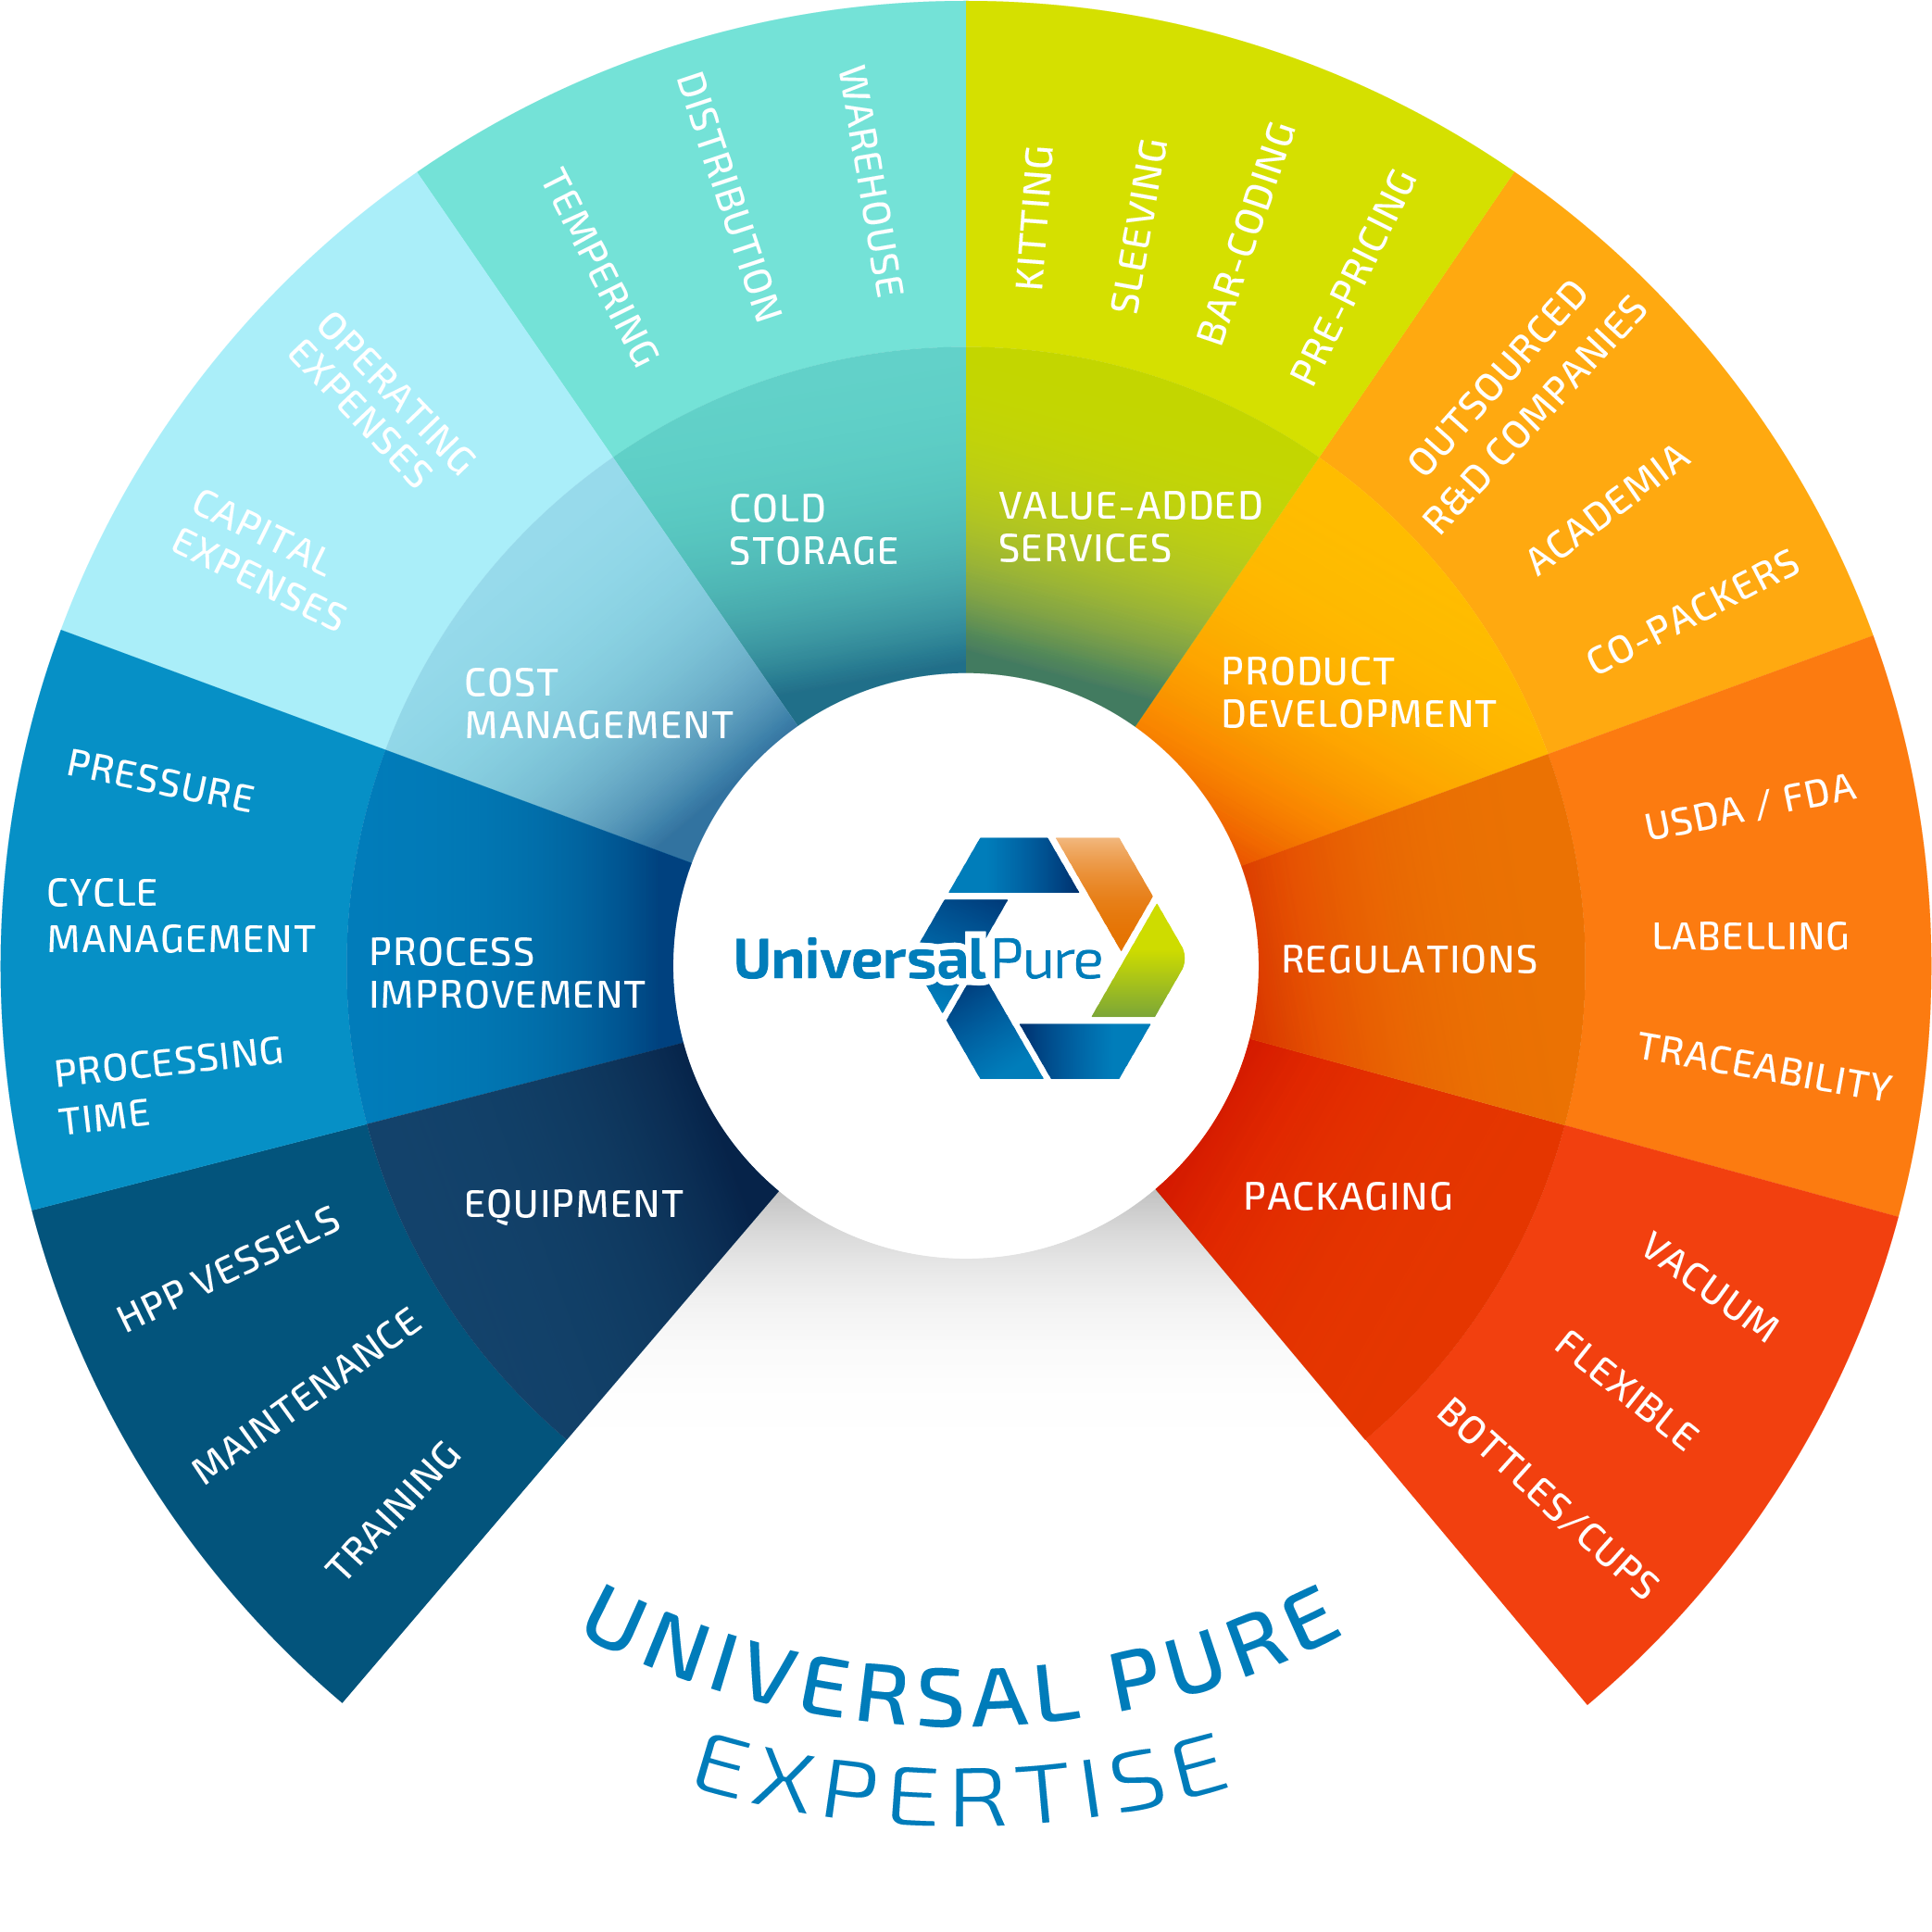 EQUIPMENT
HPP VESSELS
MAINTENANCE
TRAINING
PROCESS
IMPROVEMENT
PRESSURE
CYCLE
MANAGEMENT
PROCESSING
TIME
COST
MANAGEMENT
CAPITAL
EXPENSES
OPERATING
EXPENSES
COLD
STORAGE
TEMPERING
DISTRIBUTION
WAREHOUSE
VALUE-ADDED
SERVICES
KITTING
SLEEVING
BAR-CODING
PRE-PRICING
PRODUCT
DEVELOPMENT
OUTSOURCED
R&D COMPANIES
ACADEMIA
CO-PACKERS
REGULATIONS
USDA / FDA
LABELLING
TRACEABILITY
PACKAGING
VACUUM
FLEXIBLE
BOTTLES/CUPS
UniversalPure
UNIVERSAL PURE
EXPERTISE